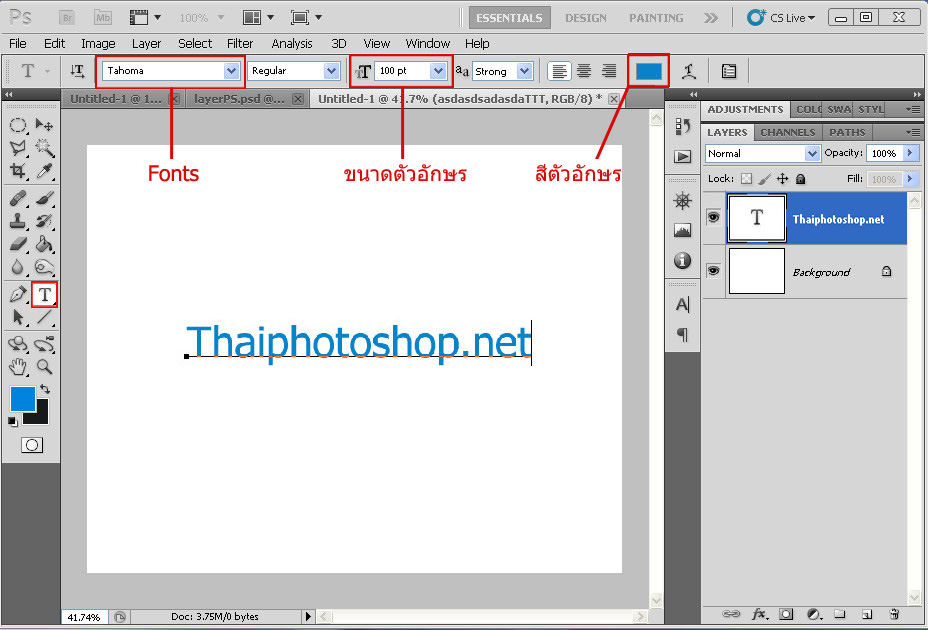 Ps Br Mb 100% ESSENTIALS DESIGN PAINTING CS Live
File Edit Image Layer Select Filter Analysis 3D View Window Help
T T Tahoma Regular T 100 pt aa Strong T
Untitled-1 @ 1... layerPS.psd @... Untitled-1 @ 41.7% (asdasdsadasdaTTT, RGB/8) *
ADJUSTMENTS COLO SWA STYL
LAYERS CHANNELS PATHS
Normal Opacity: 100%
Lock: Fill: 100%
Fonts
ขนาดตัวอักษร
สีตัวอักษร
T Thaiphotoshop.net
Background
T
A
Thaiphotoshop.net
41.74% Doc: 3.75M/0 bytes
fx